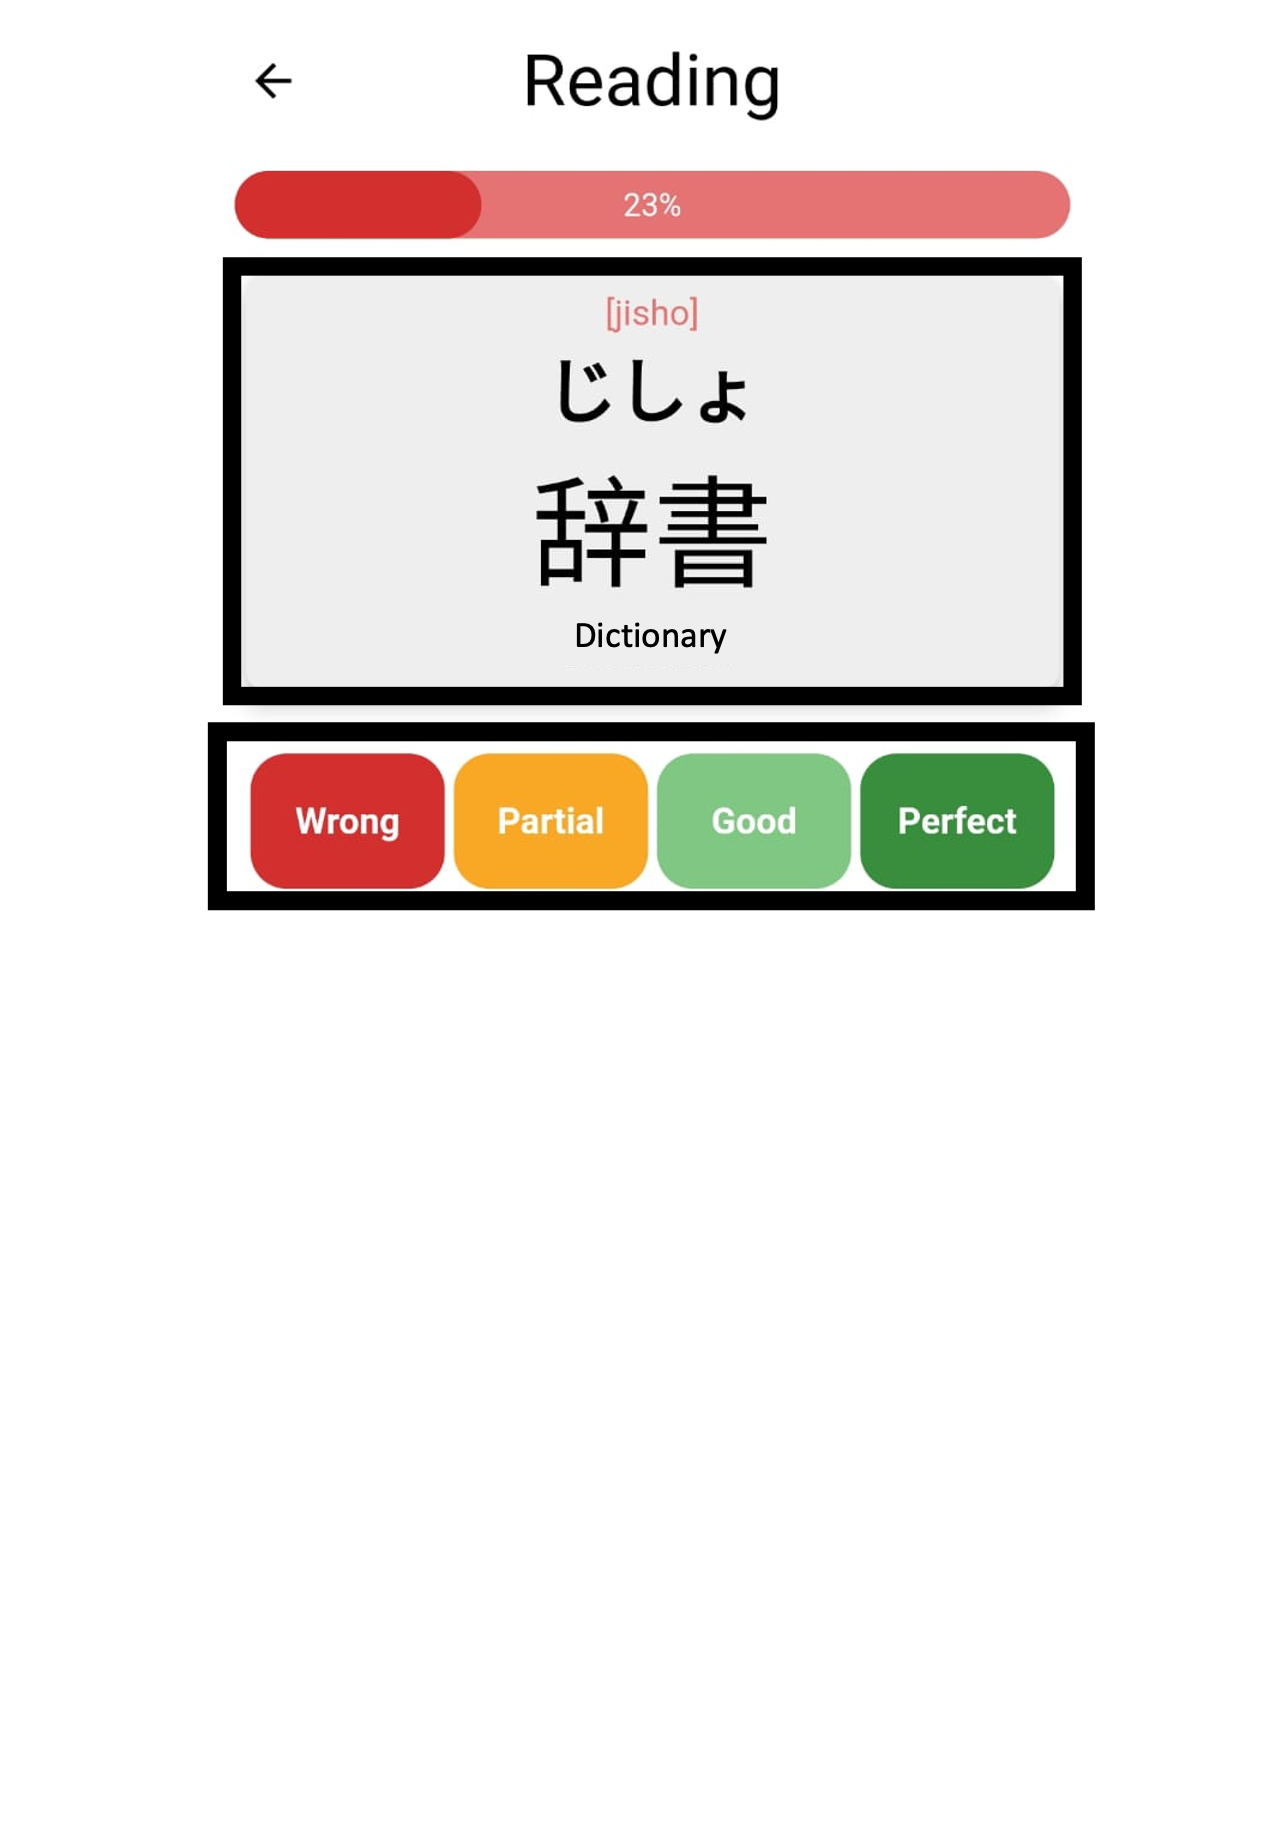 Reading
23%
[jisho]
じしょ
辞書
Dictionary
Wrong Partial Good Perfect